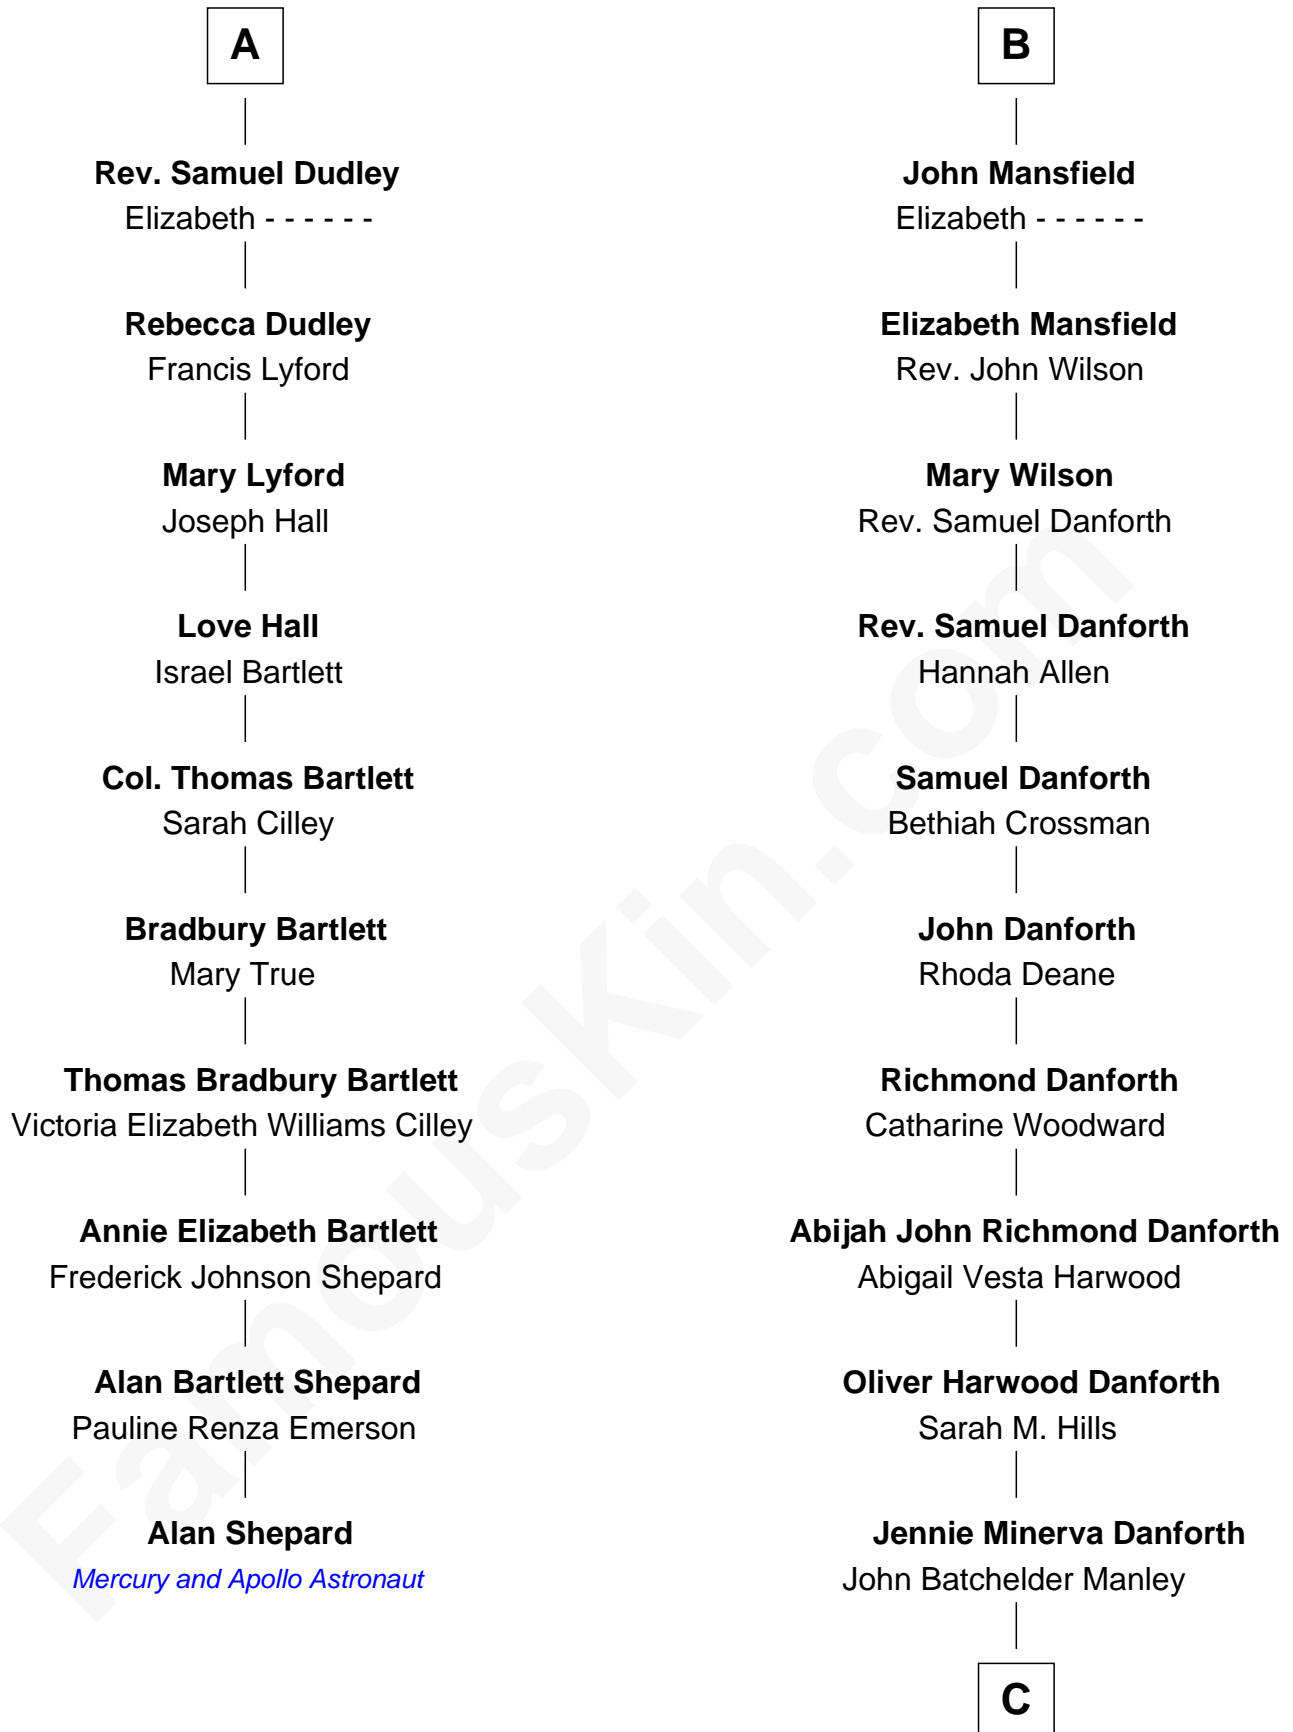 A
Rev. Samuel Dudley
Elizabeth - - - - - -
Rebecca Dudley
Francis Lyford
Mary Lyford
Joseph Hall
Love Hall
Israel Bartlett
Col. Thomas Bartlett
Sarah Cilley
Bradbury Bartlett
Mary True
Thomas Bradbury Bartlett
Victoria Elizabeth Williams Cilley
Annie Elizabeth Bartlett
Frederick Johnson Shepard
Alan Bartlett Shepard
Pauline Renza Emerson
Alan Shepard
Mercury and Apollo Astronaut
B
John Mansfield
Elizabeth - - - - - -
Elizabeth Mansfield
Rev. John Wilson
Mary Wilson
Rev. Samuel Danforth
Rev. Samuel Danforth
Hannah Allen
Samuel Danforth
Bethiah Crossman
John Danforth
Rhoda Deane
Richmond Danforth
Catharine Woodward
Abijah John Richmond Danforth
Abigail Vesta Harwood
Oliver Harwood Danforth
Sarah M. Hills
Jennie Minerva Danforth
John Batchelder Manley
C
FamousKin.com